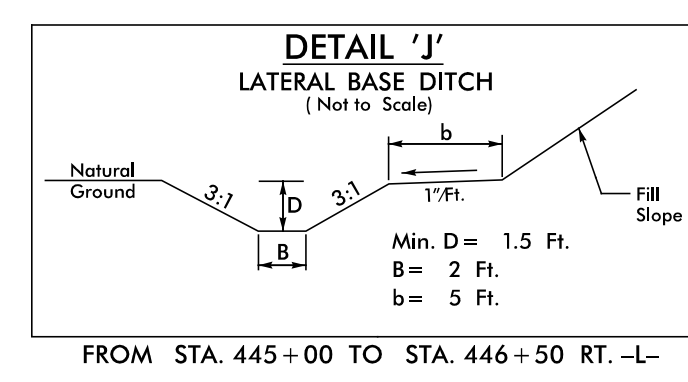 DETAIL 'J'
LATERAL BASE DITCH
( Not to Scale)
b
Natural
Ground
3:1
D
3:1
1"/Ft.
Fill
Slope
B
Min. D = 1.5 Ft.
B = 2 Ft.
b = 5 Ft.
FROM STA. 445+00 TO STA. 446+50 RT. -L-